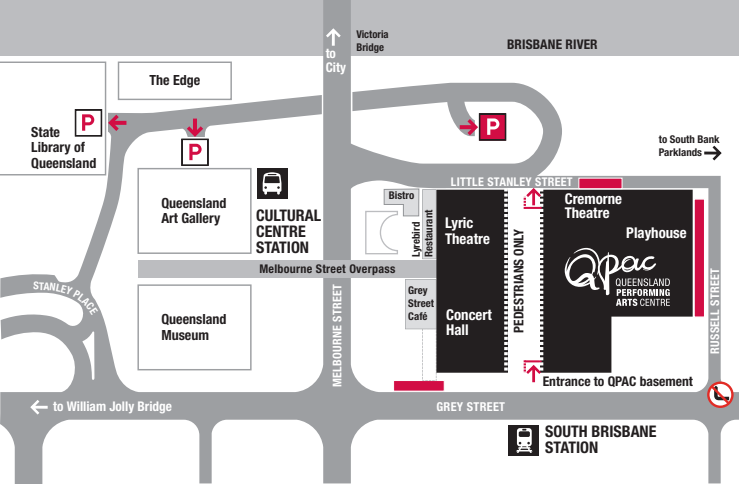 Victoria
Bridge
BRISBANE RIVER
to
City
The Edge
P
State
Library of
Queensland
P
P
to South Bank
Parklands
LITTLE STANLEY STREET
Queensland
Art Gallery
CULTURAL
CENTRE
STATION
Bistro
Lyrebird
Restaurant
Lyric
Theatre
Cremorne
Theatre
Playhouse
PEDESTRIANS ONLY
Melbourne Street Overpass
Qpac
QUEENSLAND
PERFORMING
ARTS CENTRE
STANLEY PLACE
Queensland
Museum
MELBOURNE STREET
Grey
Street
Café
Concert
Hall
RUSSELL STREET
Entrance to QPAC basement
to William Jolly Bridge
GREY STREET
SOUTH BRISBANE
STATION